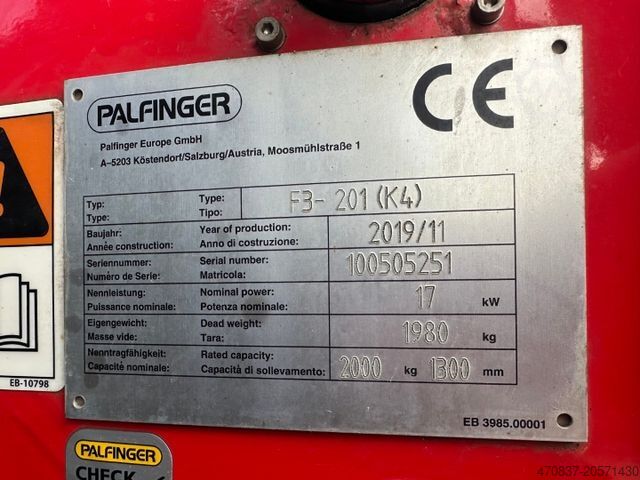 PALFINGER
Palfinger Europe GmbH
A-5203 Köstendorf/Salzburg/Austria, Moosmühlstraße 1
CE
Typ: Type: F3-201 (K4)
Type: Tipo:
Baujahr: Year of production: 2019/11
Année construction: Anno di costruzione:
Seriennummer: Serial number: 100505251
Numéro de Serie: Matricola:
Nennleistung: Nominal power: 17 kW
Puissance nominale: Potenza nominale:
Eigengewicht: Dead weight: 1980 kg
Masse vide: Tara:
Nenntragfähigkeit: Rated capacity: 2000 kg 1300 mm
Capacité nominale: Capacità di sollevamento:
EB 3985.00001
EB-10798
PALFINGER
CHECK
470837-20571430